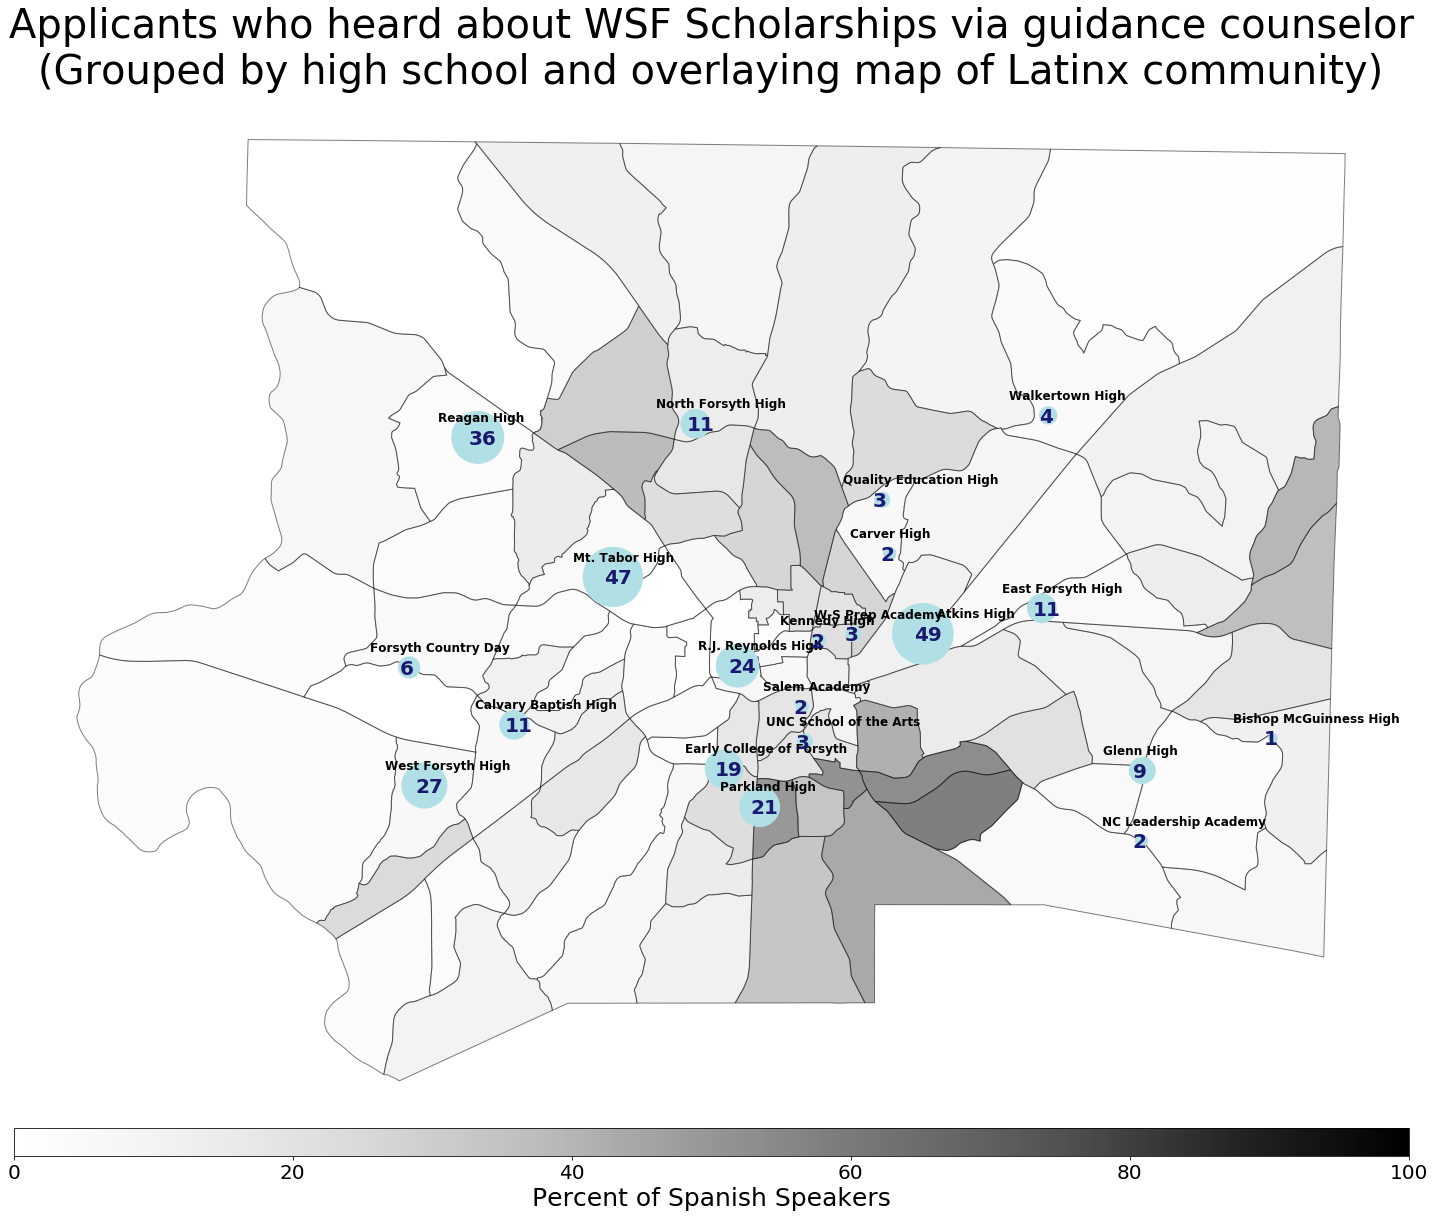 Applicants who heard about WSF Scholarships via guidance counselor
(Grouped by high school and overlaying map of Latinx community)
Walkertown High
4
North Forsyth High
11
Reagan High
36
Quality Education High
3
Carver High
2
Mt. Tabor High
47
East Forsyth High
11
W-S Prep Academy
3
Atkins High
49
Kennedy High
2
R.J. Reynolds High
24
Forsyth Country Day
6
Salem Academy
2
Calvary Baptist High
11
UNC School of the Arts
3
Bishop McGuinness High
1
Early College of Forsyth
19
Glenn High
9
West Forsyth High
27
Parkland High
21
NC Leadership Academy
2
0 20 40 60 80 100
Percent of Spanish Speakers